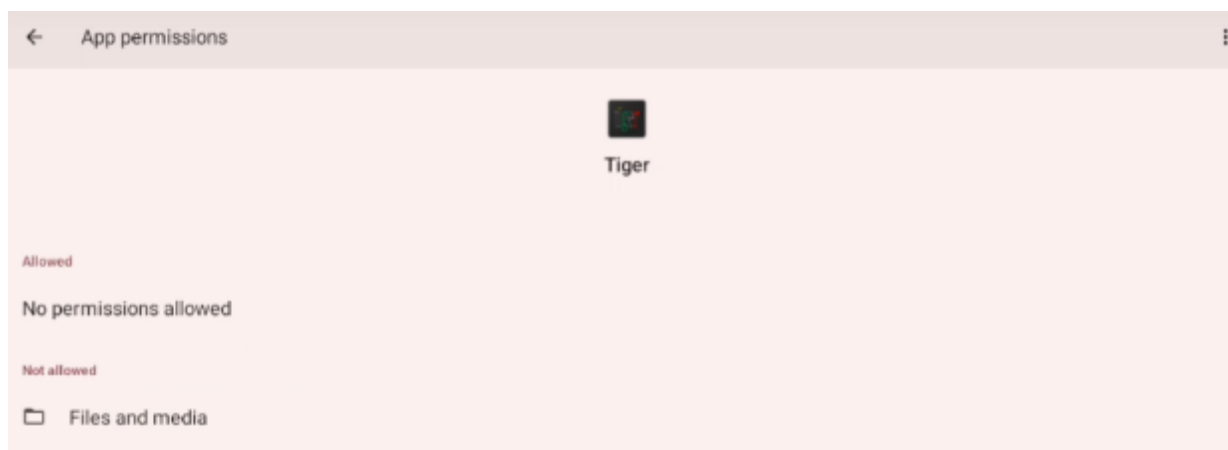 App permissions
Tiger
Allowed
No permissions allowed
Not allowed
Files and media